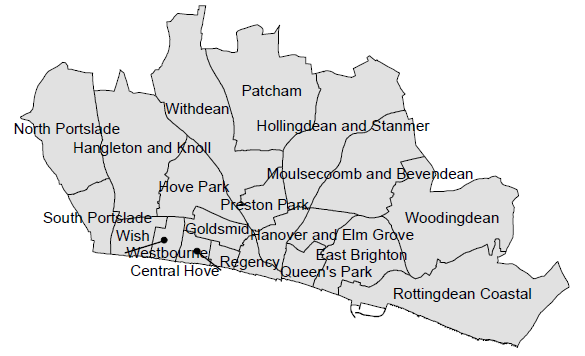 Patcham
Withdean
North Portslade
Hollingdean and Stanmer
Hangleton and Knoll
Moulsecoomb and Bevendean
Hove Park
Preston Park
South Portslade
Woodingdean
Goldsmid
Wish
Hanover and Elm Grove
Westbourne
East Brighton
Regency
Central Hove
Queen's Park
Rottingdean Coastal